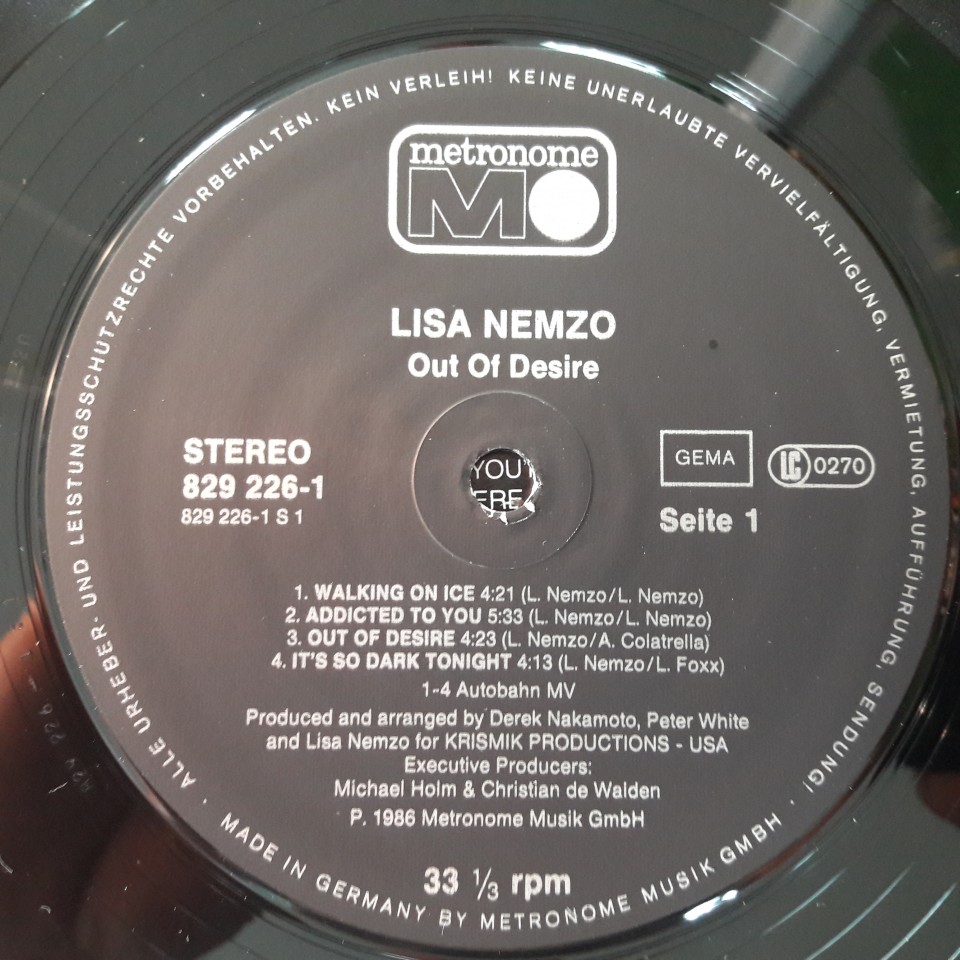 ALLE URHEBER- UND LEISTUNGSSCHUTZRECHTE VORBEHALTEN. KEIN VERLEIH! KEINE UNERLAUBTE VERVIELFÄLTIGUNG, VERMIETUNG, AUFFÜHRUNG, SENDUNG!
metronome
M
LISA NEMZO
Out Of Desire
STEREO
829 226-1
829 226-1 S 1
YOU"
ERE
GEMA
LC 0270
Seite 1
1. WALKING ON ICE 4:21 (L. Nemzo/L. Nemzo)
2. ADDICTED TO YOU 5:33 (L. Nemzo/L. Nemzo)
3. OUT OF DESIRE 4:23 (L. Nemzo/A. Colatrella)
4. IT'S SO DARK TONIGHT 4:13 (L. Nemzo/L. Foxx)
1-4 Autobahn MV
Produced and arranged by Derek Nakamoto, Peter White
and Lisa Nemzo for KRISMIK PRODUCTIONS - USA
Executive Producers:
Michael Holm & Christian de Walden
P. 1986 Metronome Musik GmbH
33 ⅓ rpm
MADE IN GERMANY BY METRONOME MUSIK GMBH